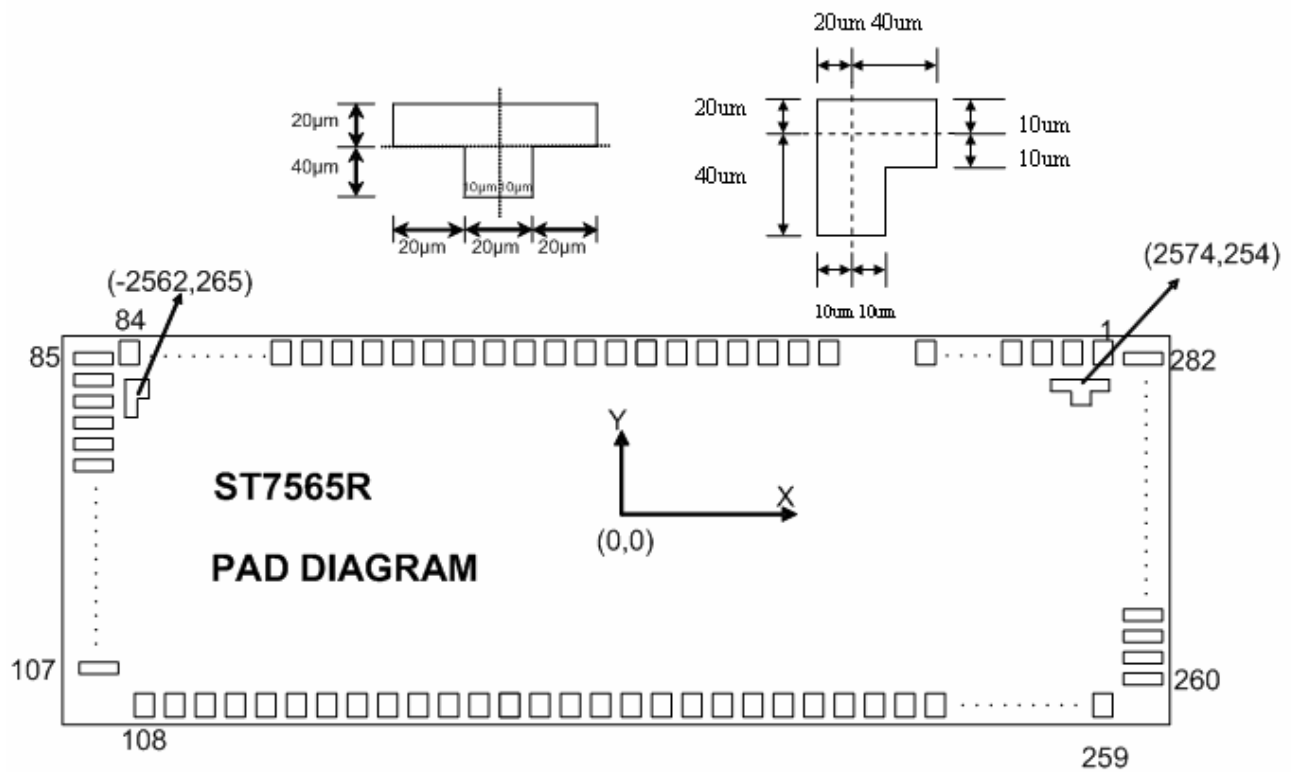 20um 40um
20µm
40µm
10µm 10µm
20µm 20µm 20µm
20um
40um
10um
10um
10um 10um
(-2562,265)
(2574,254)
84
1
85
282
Y
X
(0,0)
ST7565R
PAD DIAGRAM
107
260
108
259